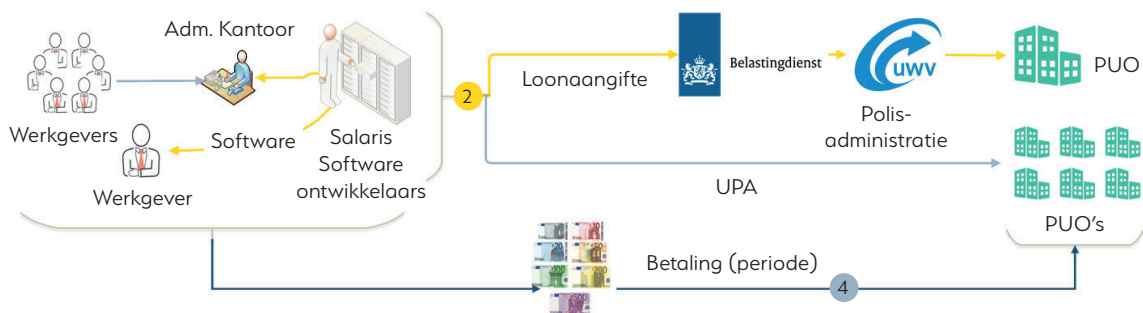 Adm. Kantoor
Werkgevers
Software
Werkgever
Salaris
Software
ontwikkelaars
2
Loonaangifte
Belastingdienst
UWV
Polis-
administratie
PUO
UPA
PUO's
Betaling (periode)
4